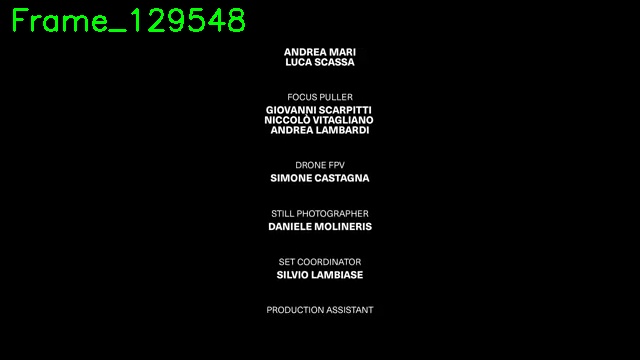 Frame_129548
ANDREA MARI
LUCA SCASSA
FOCUS PULLER
GIOVANNI SCARPITTI
NICCOLÒ VITAGLIANO
ANDREA LAMBARDI
DRONE FPV
SIMONE CASTAGNA
STILL PHOTOGRAPHER
DANIELE MOLINERIS
SET COORDINATOR
SILVIO LAMBIASE
PRODUCTION ASSISTANT